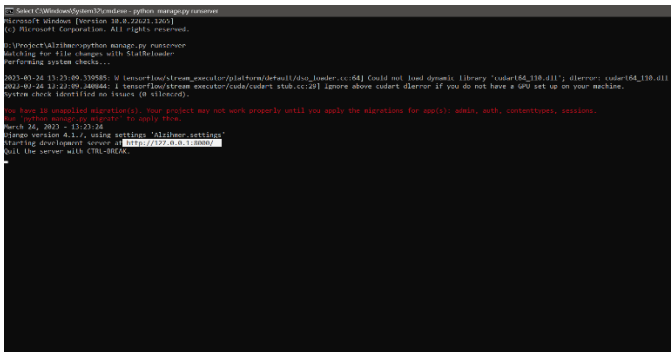 Select C:\Windows\System32\cmd.exe - python manage.py runserver
Microsoft Windows [Version 10.0.22621.1265]
(c) Microsoft Corporation. All rights reserved.
D:\Project\Alzihmer>python manage.py runserver
Watching for file changes with StatReloader
Performing system checks...
2023-03-24 13:23:09.339585: W tensorflow/stream_executor/platform/default/dso_loader.cc:64] Could not load dynamic library 'cudart64_110.dll'; dlerror: cudart64_110.dll
2023-03-24 13:23:09.340844: I tensorflow/stream_executor/cuda/cudart_stub.cc:29] Ignore above cudart dlerror if you do not have a GPU set up on your machine.
System check identified no issues (0 silenced).
You have 18 unapplied migration(s). Your project may not work properly until you apply the migrations for app(s): admin, auth, contenttypes, sessions.
Run 'python manage.py migrate' to apply them.
March 24, 2023 - 13:23:24
Django version 4.1.7, using settings 'Alzihmer.settings'
Starting development server at http://127.0.0.1:8000/
Quit the server with CTRL-BREAK.